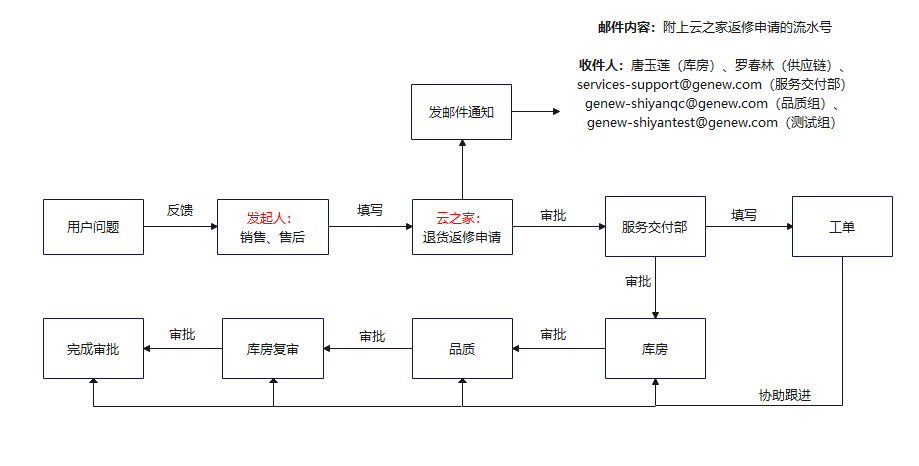 邮件内容：附上云之家返修申请的流水号
收件人：唐玉莲（库房）、罗春林（供应链）、
services-support@genew.com（服务交付部）
genew-shiyanqc@genew.com（品质组）、
genew-shiyantest@genew.com（测试组）
发邮件通知
用户问题
反馈
发起人：
销售、售后
填写
云之家：
退货返修申请
审批
服务交付部
填写
工单
审批
完成审批
审批
库房复审
审批
品质
审批
库房
协助跟进